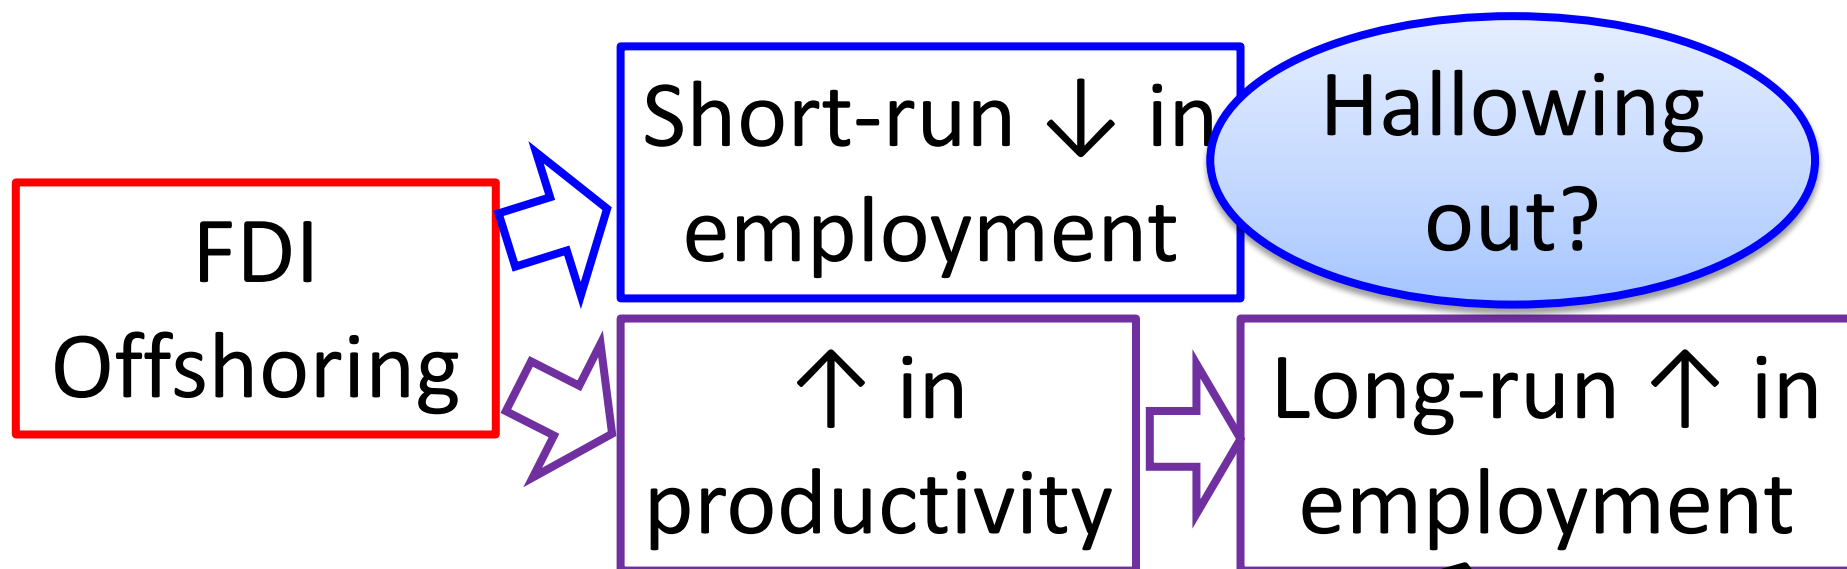 FDI
Offshoring
Short-run ↓ in
employment
Hallowing
out?
↑ in
productivity
Long-run ↑ in
employment